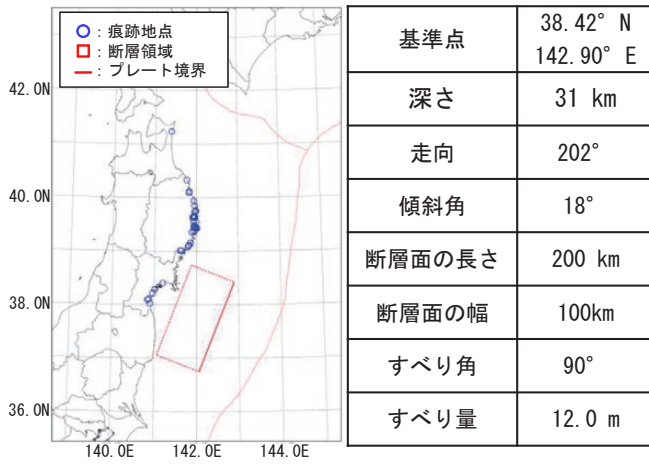 ○ : 痕跡地点
□ : 断層領域
― : プレート境界
42.0N
40.0N
38.0N
36.0N
140.0E 142.0E 144.0E
基準点 38.42° N
142.90° E
深さ 31 km
走向 202°
傾斜角 18°
断層面の長さ 200 km
断層面の幅 100km
すべり角 90°
すべり量 12.0 m